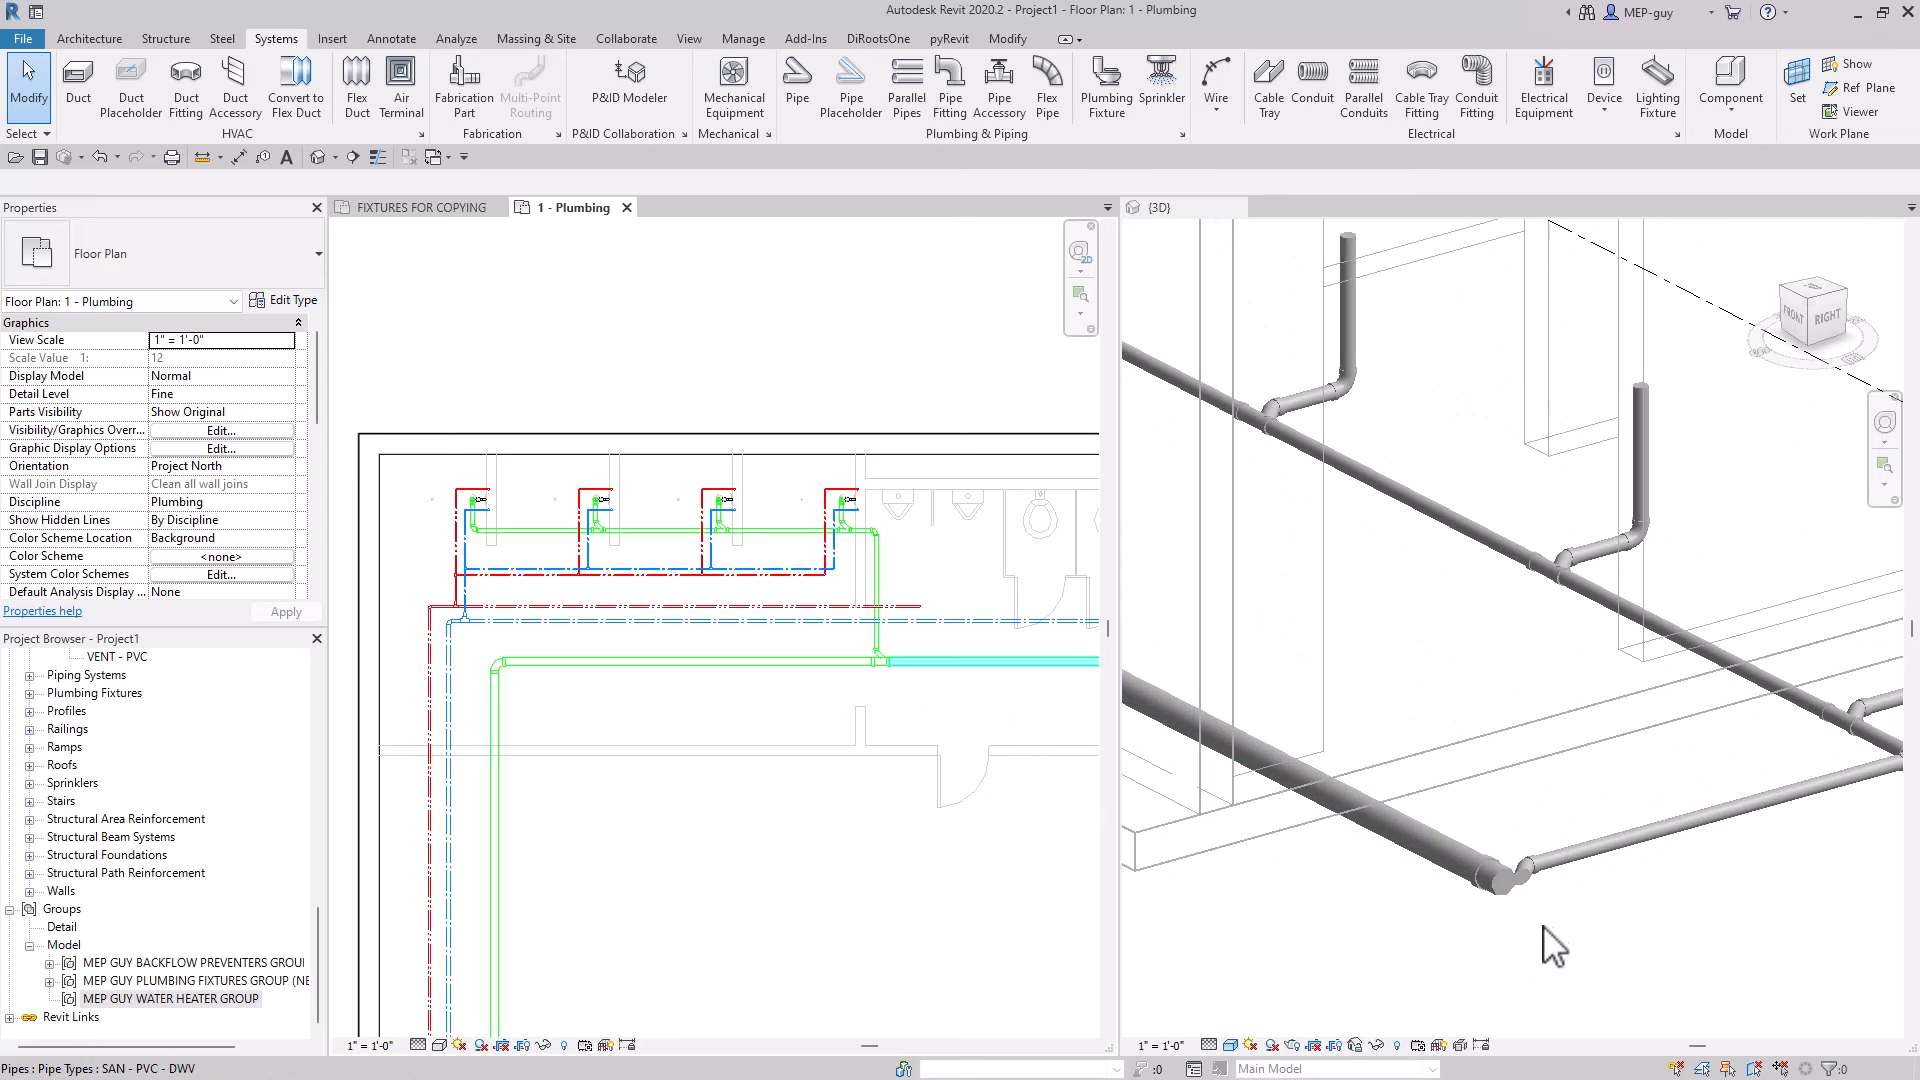 Autodesk Revit 2020.2 - Project1 - Floor Plan: 1 - Plumbing
MEP-guy
File Architecture Structure Steel Systems Insert Annotate Analyze Massing & Site Collaborate View Manage Add-Ins DiRootsOne pyRevit Modify
Modify
Duct
Duct Placeholder
Duct Fitting
Duct Accessory
Convert to Flex Duct
Flex Duct
Air Terminal
Fabrication Part
Multi-Point Routing
P&ID Modeler
Mechanical Equipment
Pipe
Pipe Placeholder
Parallel Pipes
Pipe Fitting
Pipe Accessory
Flex Pipe
Plumbing Fixture
Sprinkler
Wire
Cable Tray
Conduit
Parallel Conduits
Cable Tray Fitting
Conduit Fitting
Electrical Equipment
Device
Lighting Fixture
Component
Set
Show
Ref Plane
Viewer
Select HVAC Fabrication P&ID Collaboration Mechanical Plumbing & Piping Electrical Model Work Plane
Properties
FIXTURES FOR COPYING
1 - Plumbing
{3D}
Floor Plan
Floor Plan: 1 - Plumbing
Edit Type
Graphics
View Scale 1" = 1'-0"
Scale Value 1: 12
Display Model Normal
Detail Level Fine
Parts Visibility Show Original
Visibility/Graphics Overr... Edit...
Graphic Display Options Edit...
Orientation Project North
Wall Join Display Clean all wall joins
Discipline Plumbing
Show Hidden Lines By Discipline
Color Scheme Location Background
Color Scheme <none>
System Color Schemes Edit...
Default Analysis Display ... None
Properties help Apply
Project Browser - Project1
VENT - PVC
Piping Systems
Plumbing Fixtures
Profiles
Railings
Ramps
Roofs
Sprinklers
Stairs
Structural Area Reinforcement
Structural Beam Systems
Structural Foundations
Structural Path Reinforcement
Walls
Groups
Detail
Model
MEP GUY BACKFLOW PREVENTERS GROU
MEP GUY PLUMBING FIXTURES GROUP (NE
MEP GUY WATER HEATER GROUP
Revit Links
2D
FRONT
RIGHT
1" = 1'-0"
1" = 1'-0"
Pipes : Pipe Types : SAN - PVC - DWV
:0
Main Model
:0